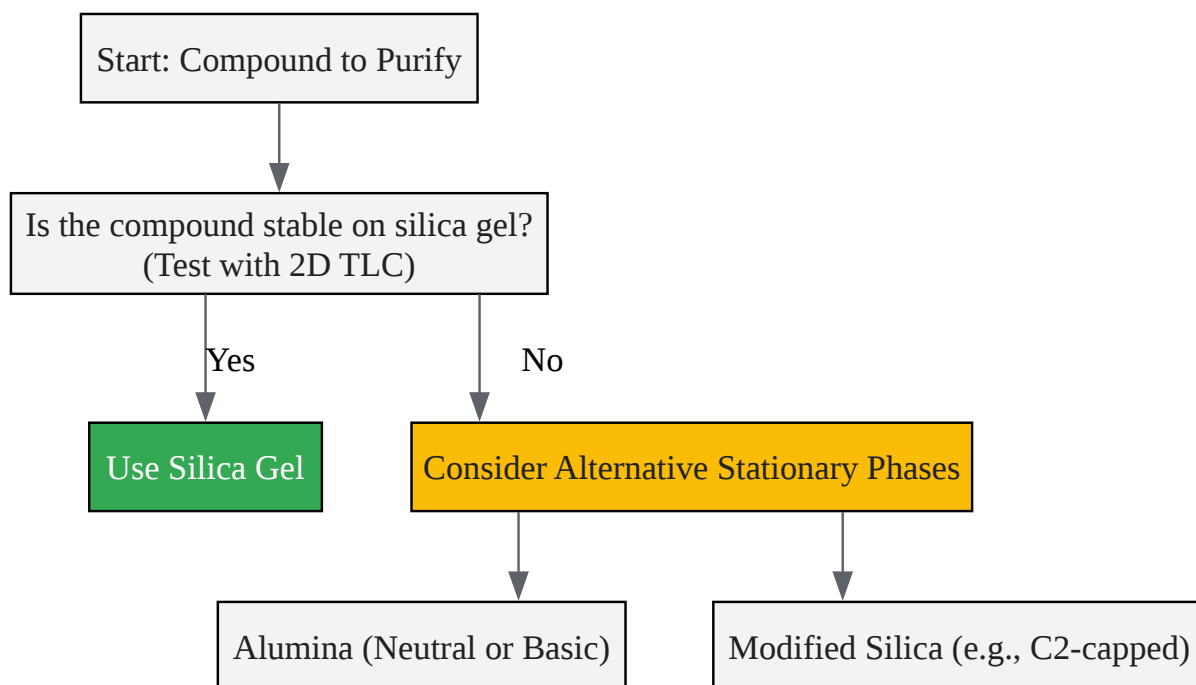 Start: Compound to Purify
Is the compound stable on silica gel?
(Test with 2D TLC)
Yes
No
Use Silica Gel
Consider Alternative Stationary Phases
Alumina (Neutral or Basic)
Modified Silica (e.g., C2-capped)